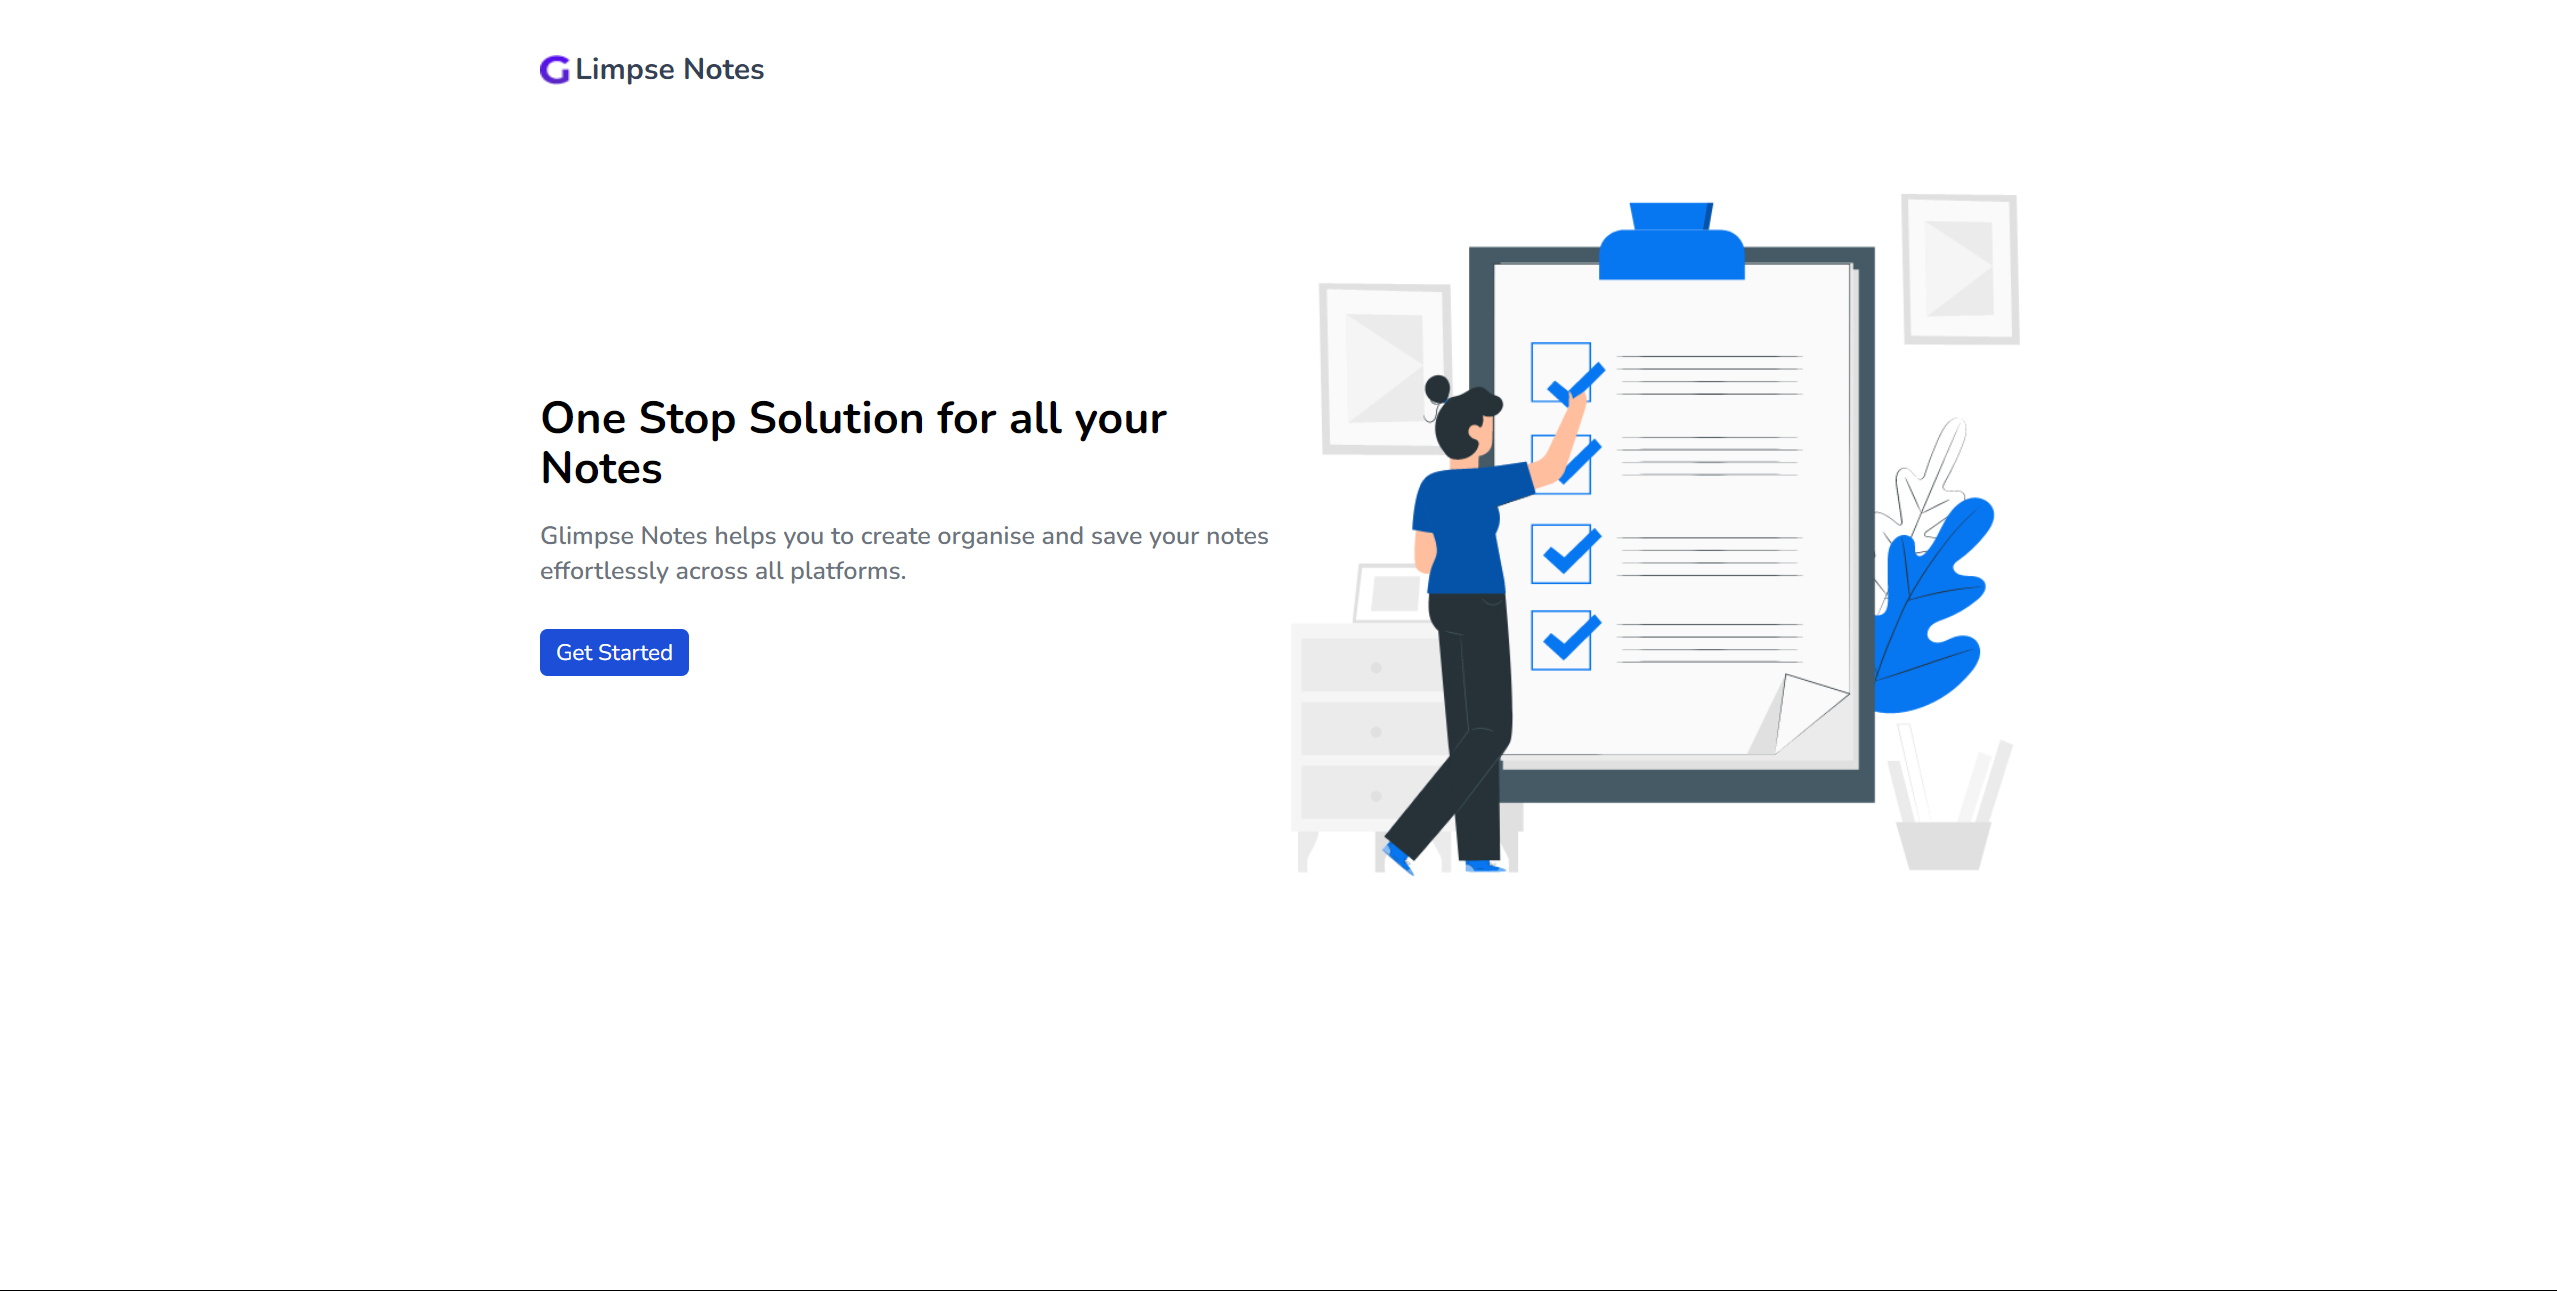 G Limpse Notes
One Stop Solution for all your
Notes
Glimpse Notes helps you to create organise and save your notes
effortlessly across all platforms.
Get Started